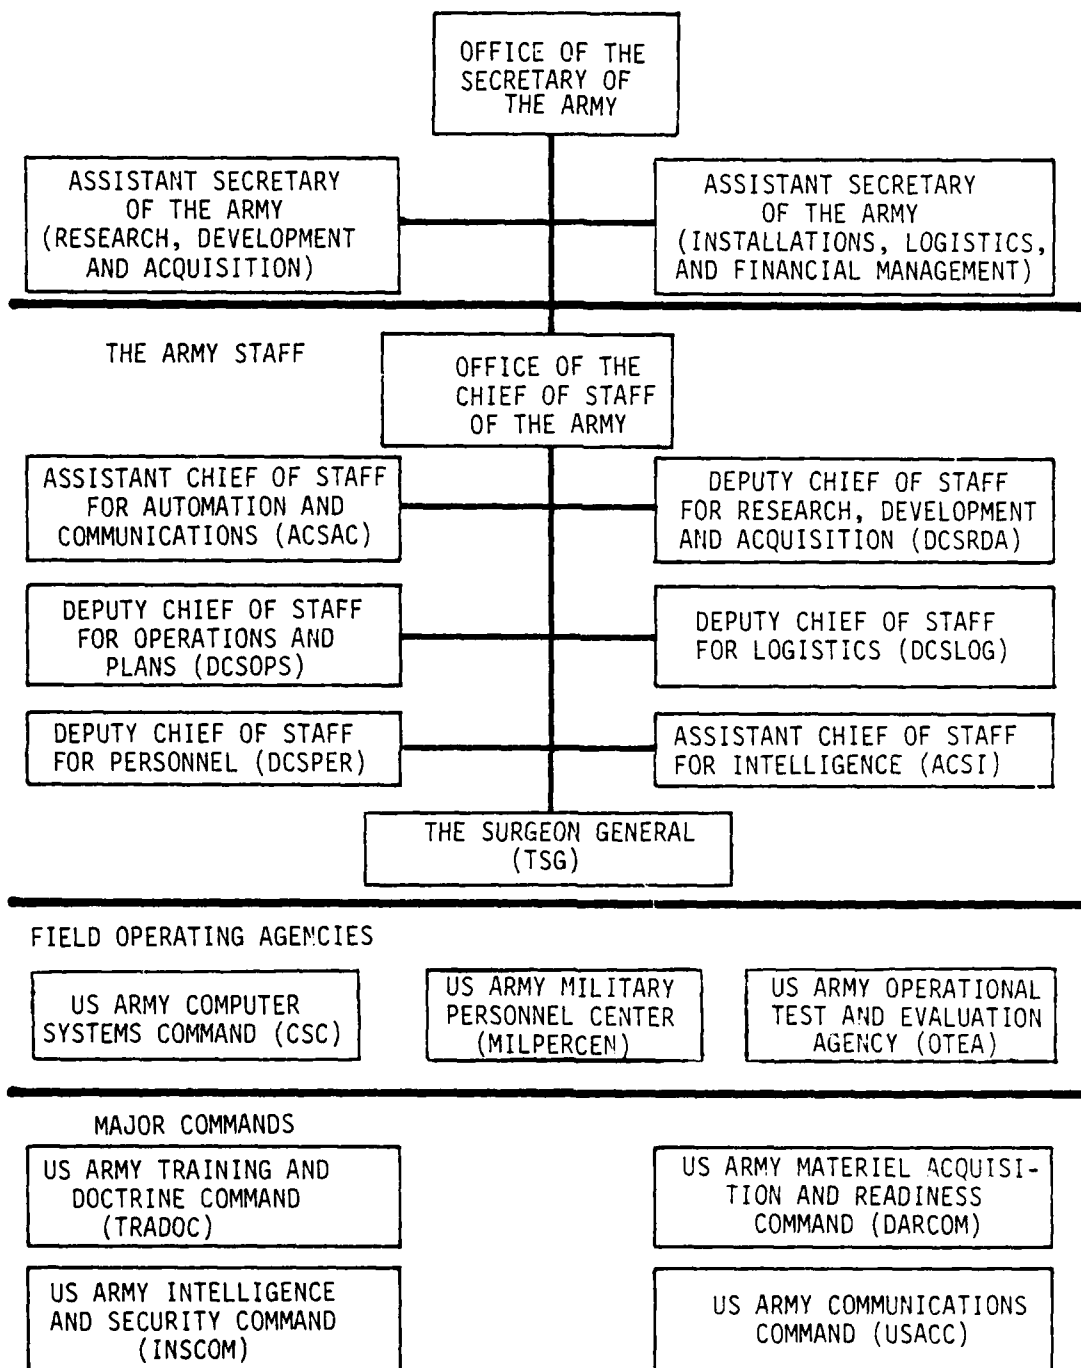 OFFICE OF THE
SECRETARY OF
THE ARMY
ASSISTANT SECRETARY
OF THE ARMY
(RESEARCH, DEVELOPMENT
AND ACQUISITION)
ASSISTANT SECRETARY
OF THE ARMY
(INSTALLATIONS, LOGISTICS,
AND FINANCIAL MANAGEMENT)
THE ARMY STAFF
OFFICE OF THE
CHIEF OF STAFF
OF THE ARMY
ASSISTANT CHIEF OF STAFF
FOR AUTOMATION AND
COMMUNICATIONS (ACSAC)
DEPUTY CHIEF OF STAFF
FOR RESEARCH, DEVELOPMENT
AND ACQUISITION (DCSRDA)
DEPUTY CHIEF OF STAFF
FOR OPERATIONS AND
PLANS (DCSOPS)
DEPUTY CHIEF OF STAFF
FOR LOGISTICS (DCSLOG)
DEPUTY CHIEF OF STAFF
FOR PERSONNEL (DCSPER)
ASSISTANT CHIEF OF STAFF
FOR INTELLIGENCE (ACSI)
THE SURGEON GENERAL
(TSG)
FIELD OPERATING AGENCIES
US ARMY COMPUTER
SYSTEMS COMMAND (CSC)
US ARMY MILITARY
PERSONNEL CENTER
(MILPERCEN)
US ARMY OPERATIONAL
TEST AND EVALUATION
AGENCY (OTEA)
MAJOR COMMANDS
US ARMY TRAINING AND
DOCTRINE COMMAND
(TRADOC)
US ARMY MATERIEL ACQUISI-
TION AND READINESS
COMMAND (DARCOM)
US ARMY INTELLIGENCE
AND SECURITY COMMAND
(INSCOM)
US ARMY COMMUNICATIONS
COMMAND (USACC)